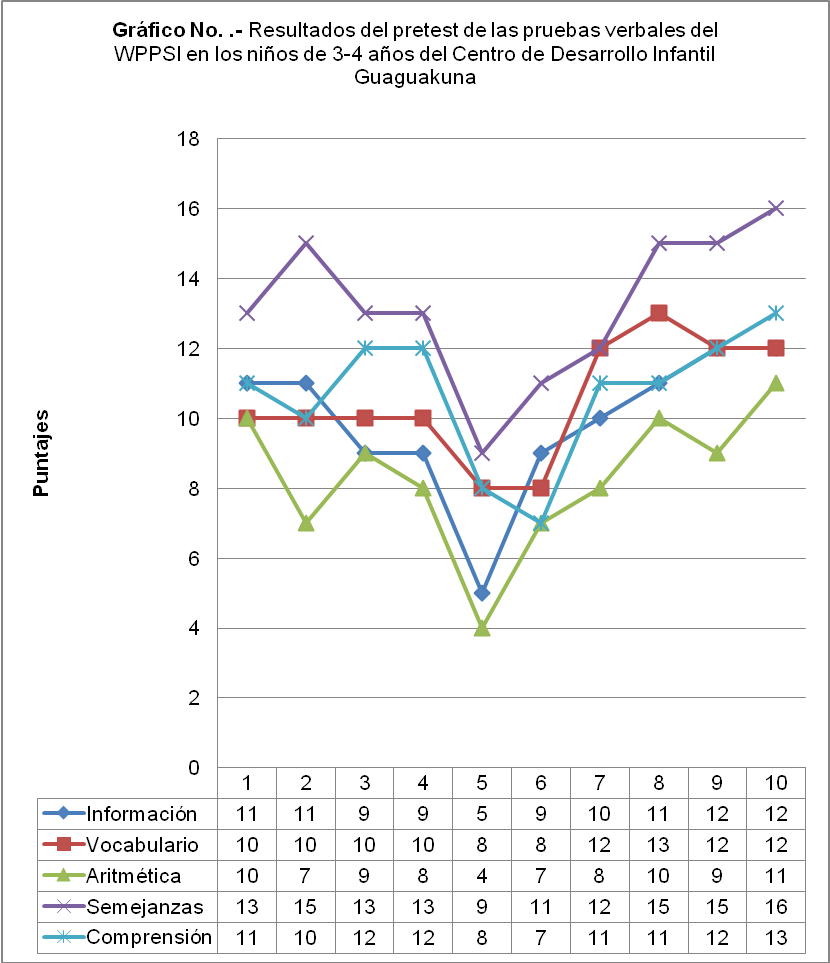 Gráfico No. .- Resultados del pretest de las pruebas verbales del
WPPSI en los niños de 3-4 años del Centro de Desarrollo Infantil
Guaguakuna
Puntajes
18
16
14
12
10
8
6
4
2
0
1 2 3 4 5 6 7 8 9 10
Información 11 11 9 9 5 9 10 11 12 12
Vocabulario 10 10 10 10 8 8 12 13 12 12
Aritmética 10 7 9 8 4 7 8 10 9 11
Semejanzas 13 15 13 13 9 11 12 15 15 16
Comprensión 11 10 12 12 8 7 11 11 12 13